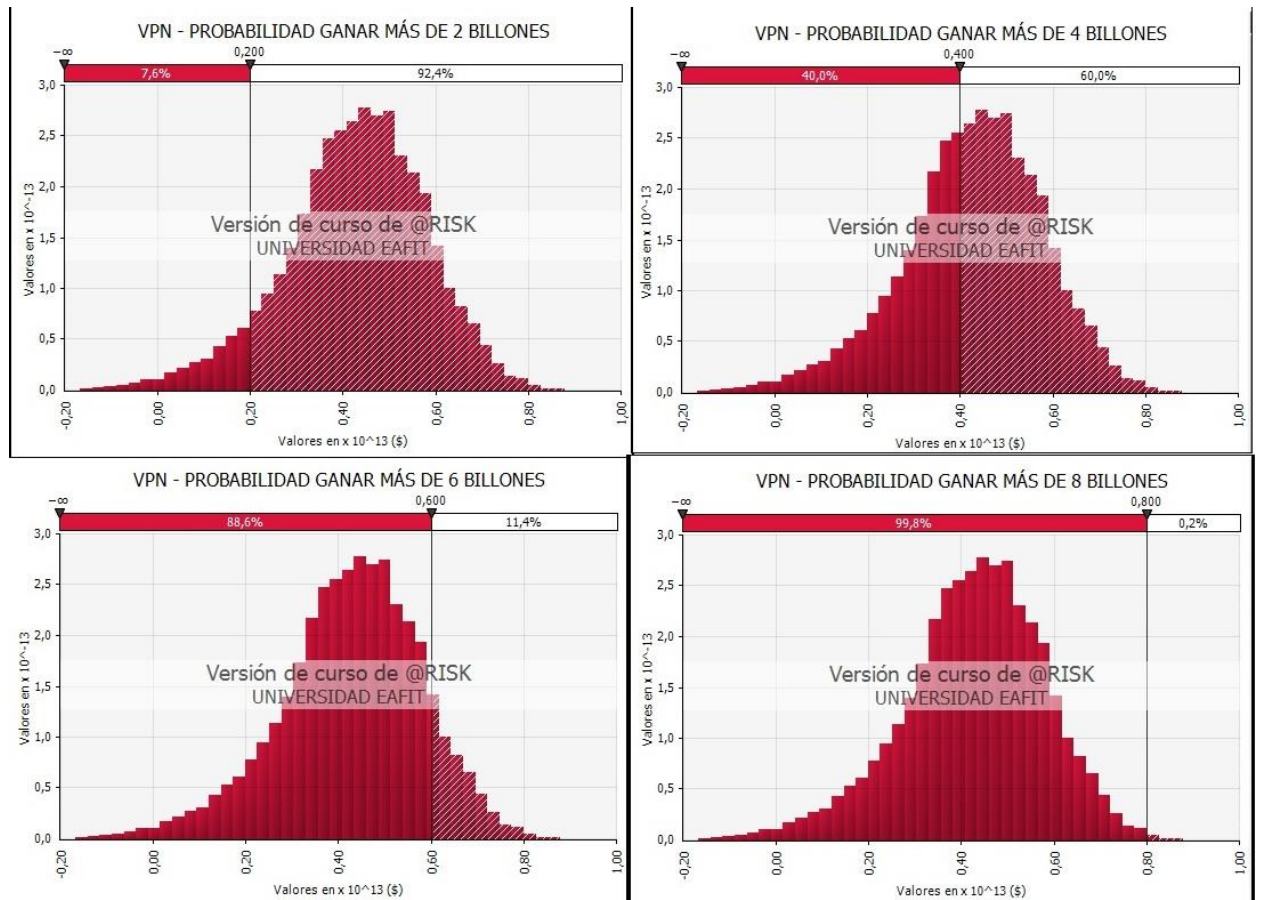 VPN - PROBABILIDAD GANAR MÁS DE 2 BILLONES
−∞ 0,200
7,6% 92,4%
3,0
2,5
2,0
1,5
1,0
0,5
0,0
Valores en x 10^-13
Versión de curso de @RISK
UNIVERSIDAD EAFIT
-0,20 0,00 0,20 0,40 0,60 0,80 1,00
Valores en x 10^13 ($)
VPN - PROBABILIDAD GANAR MÁS DE 4 BILLONES
−∞ 0,400
40,0% 60,0%
3,0
2,5
2,0
1,5
1,0
0,5
0,0
Valores en x 10^-13
Versión de curso de @RISK
UNIVERSIDAD EAFIT
-0,20 0,00 0,20 0,40 0,60 0,80 1,00
Valores en x 10^13 ($)
VPN - PROBABILIDAD GANAR MÁS DE 6 BILLONES
−∞ 0,600
88,6% 11,4%
3,0
2,5
2,0
1,5
1,0
0,5
0,0
Valores en x 10^-13
Versión de curso de @RISK
UNIVERSIDAD EAFIT
-0,20 0,00 0,20 0,40 0,60 0,80 1,00
Valores en x 10^13 ($)
VPN - PROBABILIDAD GANAR MÁS DE 8 BILLONES
−∞ 0,800
99,8% 0,2%
3,0
2,5
2,0
1,5
1,0
0,5
0,0
Valores en x 10^-13
Versión de curso de @RISK
UNIVERSIDAD EAFIT
-0,20 0,00 0,20 0,40 0,60 0,80 1,00
Valores en x 10^13 ($)